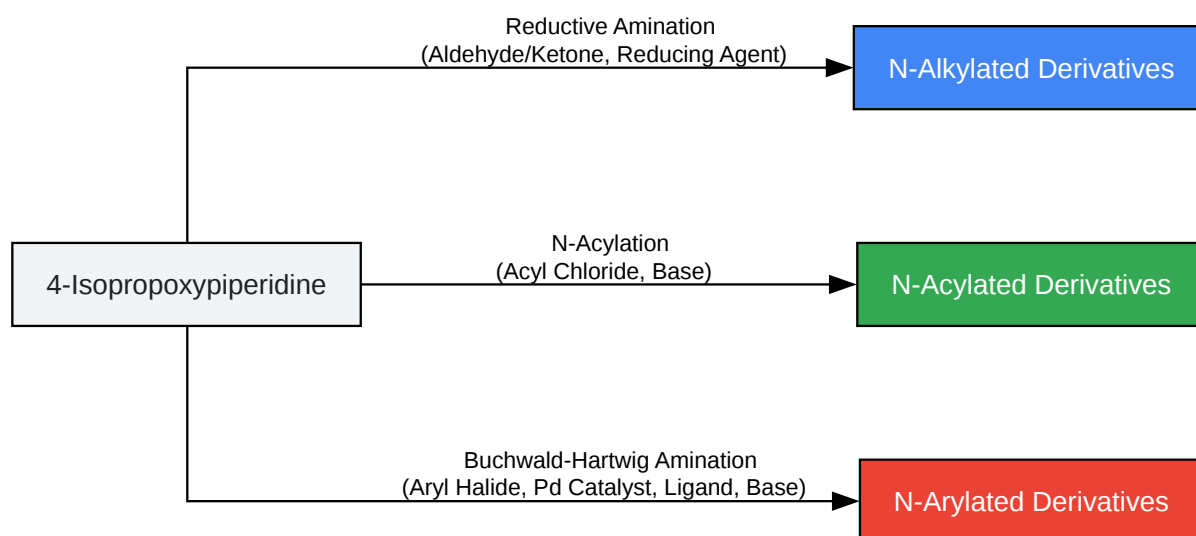 Reductive Amination
(Aldehyde/Ketone, Reducing Agent)
N-Alkylated Derivatives
4-Isopropoxypiperidine
N-Acylation
(Acyl Chloride, Base)
N-Acylated Derivatives
Buchwald-Hartwig Amination
(Aryl Halide, Pd Catalyst, Ligand, Base)
N-Arylated Derivatives